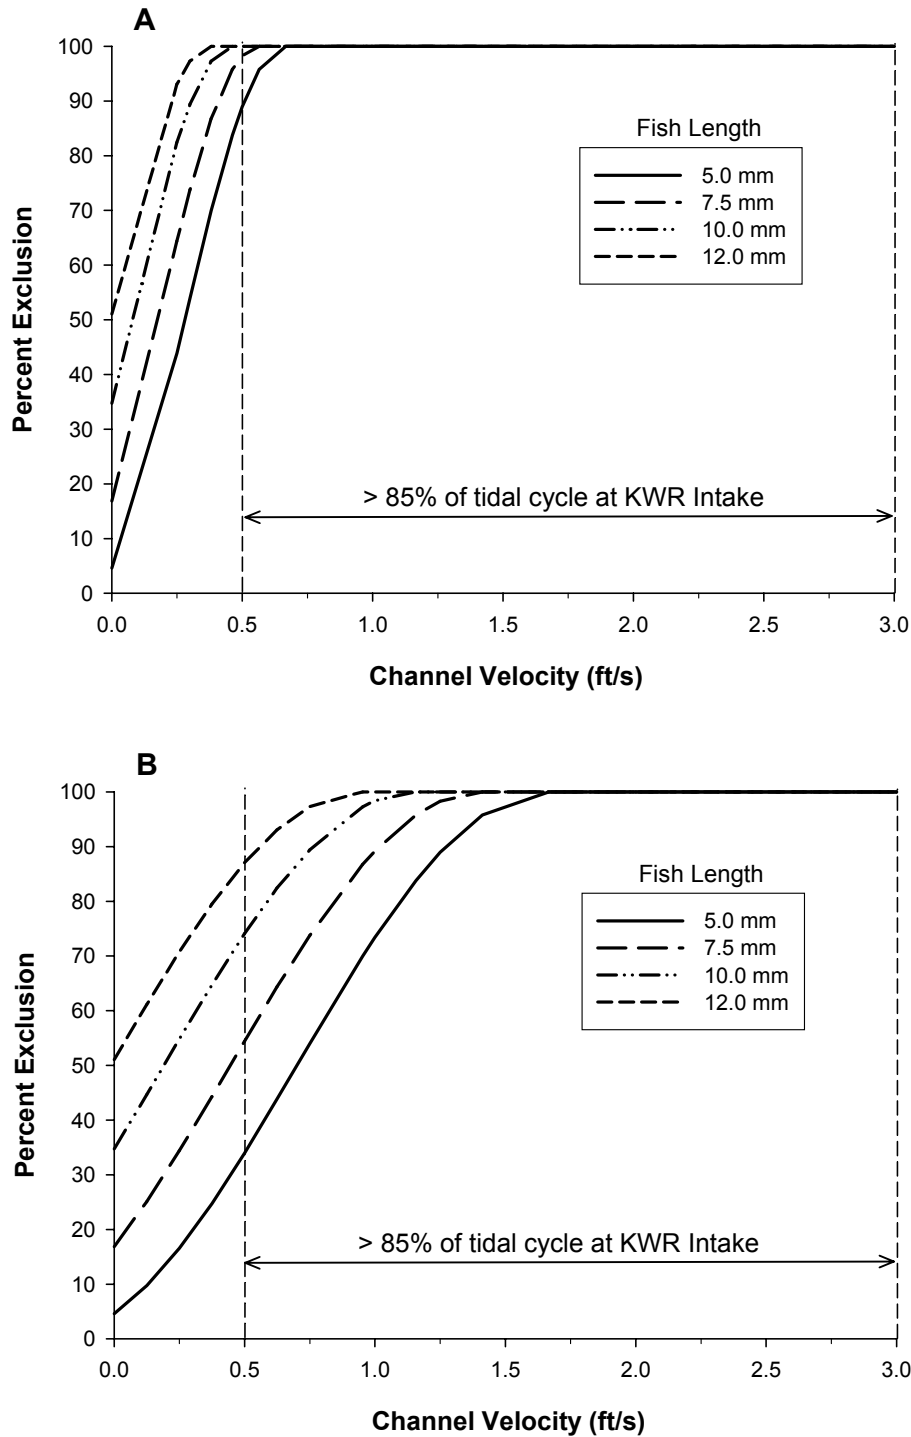 A
100
90
80
70
60
50
40
30
20
10
0
Percent Exclusion
Fish Length
5.0 mm
7.5 mm
10.0 mm
12.0 mm
> 85% of tidal cycle at KWR Intake
0.0 0.5 1.0 1.5 2.0 2.5 3.0
Channel Velocity (ft/s)
B
100
90
80
70
60
50
40
30
20
10
0
Percent Exclusion
Fish Length
5.0 mm
7.5 mm
10.0 mm
12.0 mm
> 85% of tidal cycle at KWR Intake
0.0 0.5 1.0 1.5 2.0 2.5 3.0
Channel Velocity (ft/s)